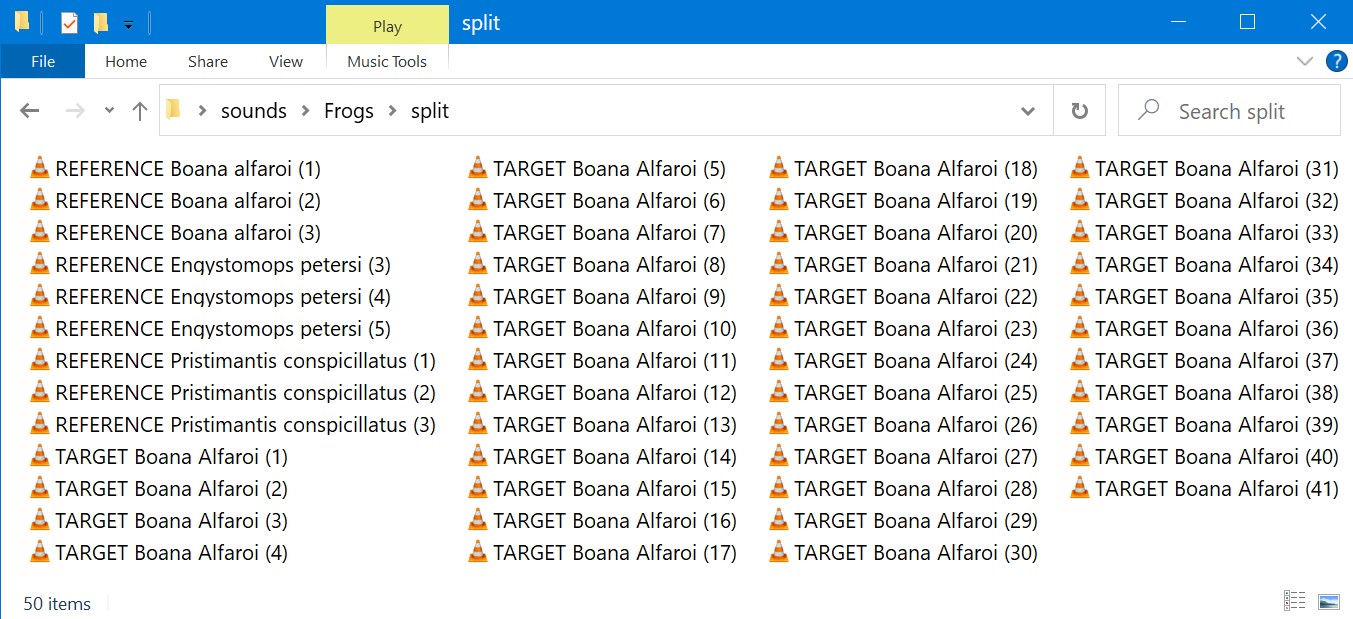 Play
split
File
Home
Share
View
Music Tools
?
sounds
Frogs
split
Search split
REFERENCE Boana alfaroi (1)
REFERENCE Boana alfaroi (2)
REFERENCE Boana alfaroi (3)
REFERENCE Engystomops petersi (3)
REFERENCE Engystomops petersi (4)
REFERENCE Engystomops petersi (5)
REFERENCE Pristimantis conspicillatus (1)
REFERENCE Pristimantis conspicillatus (2)
REFERENCE Pristimantis conspicillatus (3)
TARGET Boana Alfaroi (1)
TARGET Boana Alfaroi (2)
TARGET Boana Alfaroi (3)
TARGET Boana Alfaroi (4)
TARGET Boana Alfaroi (5)
TARGET Boana Alfaroi (6)
TARGET Boana Alfaroi (7)
TARGET Boana Alfaroi (8)
TARGET Boana Alfaroi (9)
TARGET Boana Alfaroi (10)
TARGET Boana Alfaroi (11)
TARGET Boana Alfaroi (12)
TARGET Boana Alfaroi (13)
TARGET Boana Alfaroi (14)
TARGET Boana Alfaroi (15)
TARGET Boana Alfaroi (16)
TARGET Boana Alfaroi (17)
TARGET Boana Alfaroi (18)
TARGET Boana Alfaroi (19)
TARGET Boana Alfaroi (20)
TARGET Boana Alfaroi (21)
TARGET Boana Alfaroi (22)
TARGET Boana Alfaroi (23)
TARGET Boana Alfaroi (24)
TARGET Boana Alfaroi (25)
TARGET Boana Alfaroi (26)
TARGET Boana Alfaroi (27)
TARGET Boana Alfaroi (28)
TARGET Boana Alfaroi (29)
TARGET Boana Alfaroi (30)
TARGET Boana Alfaroi (31)
TARGET Boana Alfaroi (32)
TARGET Boana Alfaroi (33)
TARGET Boana Alfaroi (34)
TARGET Boana Alfaroi (35)
TARGET Boana Alfaroi (36)
TARGET Boana Alfaroi (37)
TARGET Boana Alfaroi (38)
TARGET Boana Alfaroi (39)
TARGET Boana Alfaroi (40)
TARGET Boana Alfaroi (41)
50 items